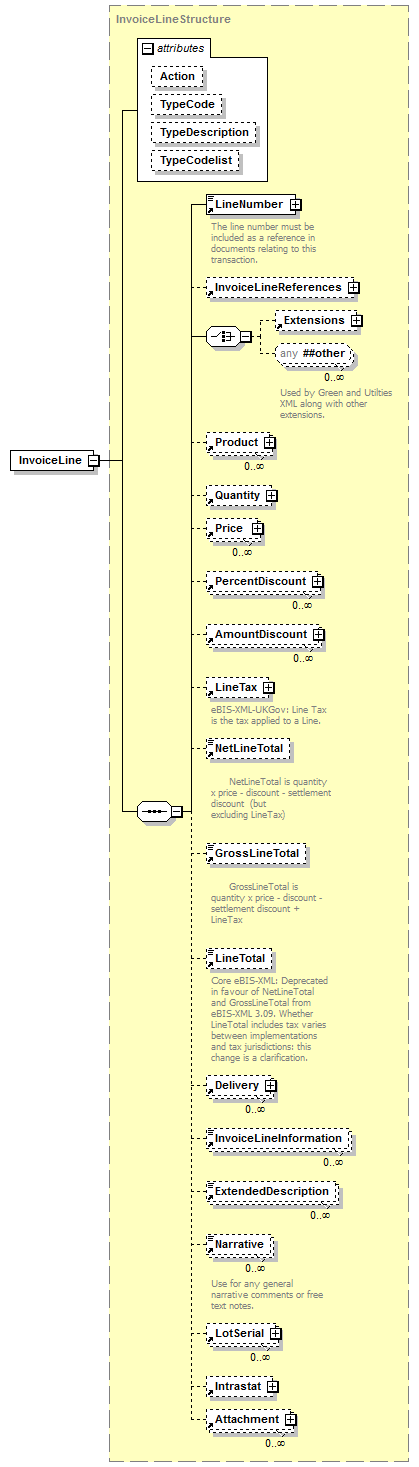 InvoiceLineStructure
attributes
Action
TypeCode
TypeDescription
TypeCodelist
LineNumber
The line number must be
included as a reference in
documents relating to this
transaction.
InvoiceLineReferences
Extensions
any ##other
0..∞
Used by Green and Utilties
XML along with other
extensions.
Product
0..∞
InvoiceLine
Quantity
Price
0..∞
PercentDiscount
0..∞
AmountDiscount
0..∞
LineTax
eBIS-XML-UKGov: Line Tax
is the tax applied to a Line.
NetLineTotal
NetLineTotal is quantity
x price - discount - settlement
discount (but
excluding LineTax)
GrossLineTotal
GrossLineTotal is
quantity x price - discount -
settlement discount +
LineTax
LineTotal
Core eBIS-XML: Deprecated
in favour of NetLineTotal
and GrossLineTotal from
eBIS-XML 3.09. Whether
LineTotal includes tax varies
between implementations
and tax jurisdictions: this
change is a clarification.
Delivery
0..∞
InvoiceLineInformation
0..∞
ExtendedDescription
0..∞
Narrative
0..∞
Use for any general
narrative comments or free
text notes.
LotSerial
0..∞
Intrastat
Attachment
0..∞